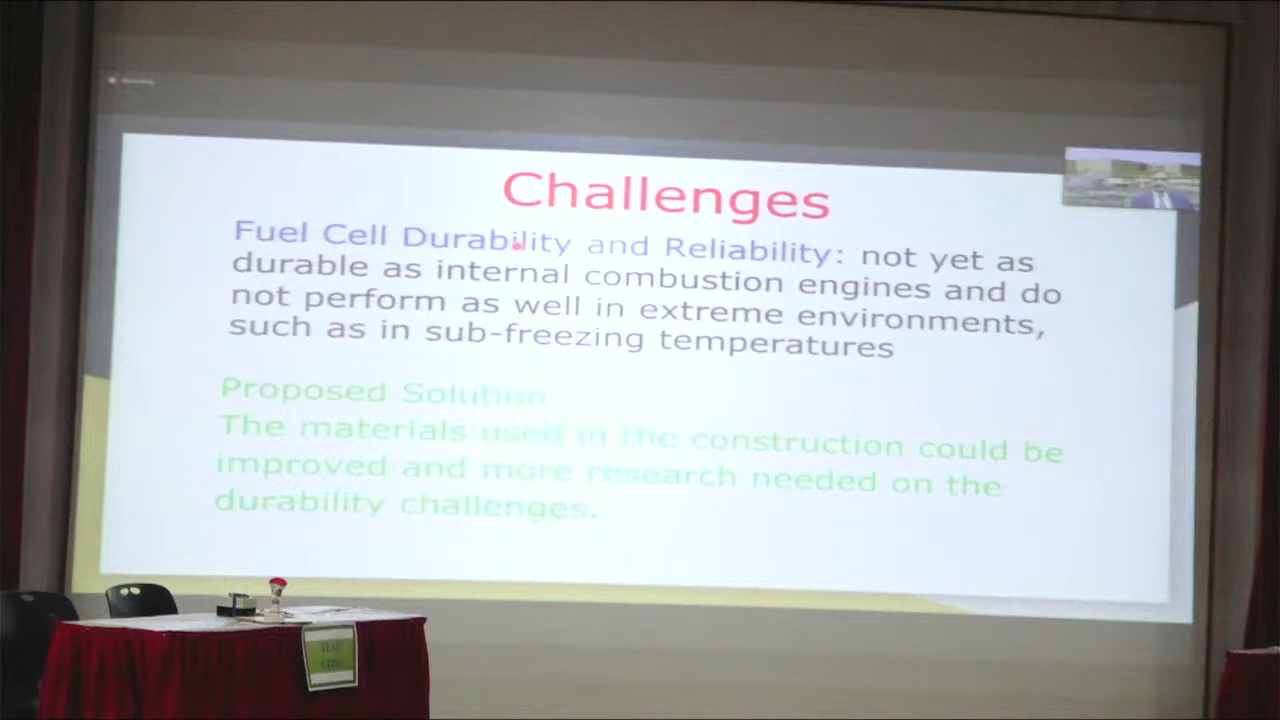 Challenges
Fuel Cell Durability and Reliability: not yet as
durable as internal combustion engines and do
not perform as well in extreme environments,
such as in sub-freezing temperatures
Proposed Solution
The materials used in the construction could be
improved and more research needed on the
durability challenges.